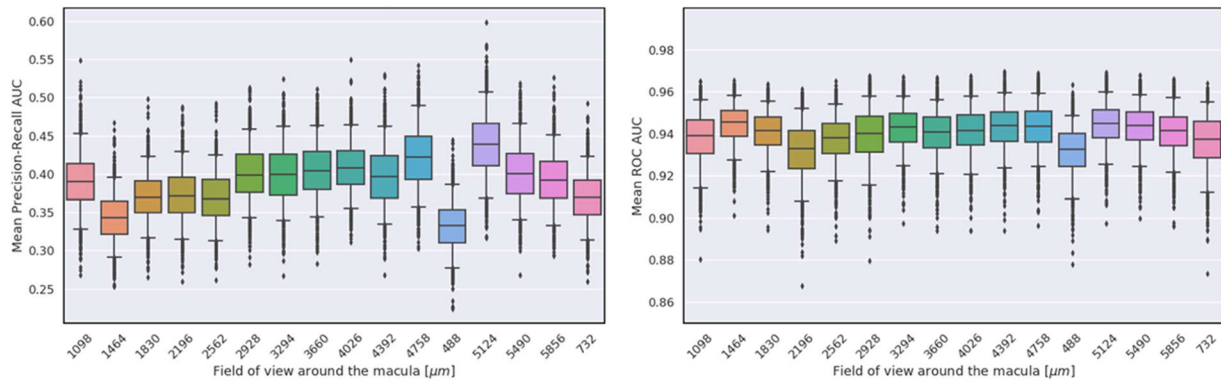 0.60
0.55
0.50
0.45
0.40
0.35
0.30
0.25
Mean Precision-Recall AUC
1098 1464 1830 2196 2562 2928 3294 3660 4026 4392 4758 488 5124 5490 5856 732
Field of view around the macula [μm]
0.98
0.96
0.94
0.92
0.90
0.88
0.86
Mean ROC AUC
1098 1464 1830 2196 2562 2928 3294 3660 4026 4392 4758 488 5124 5490 5856 732
Field of view around the macula [μm]